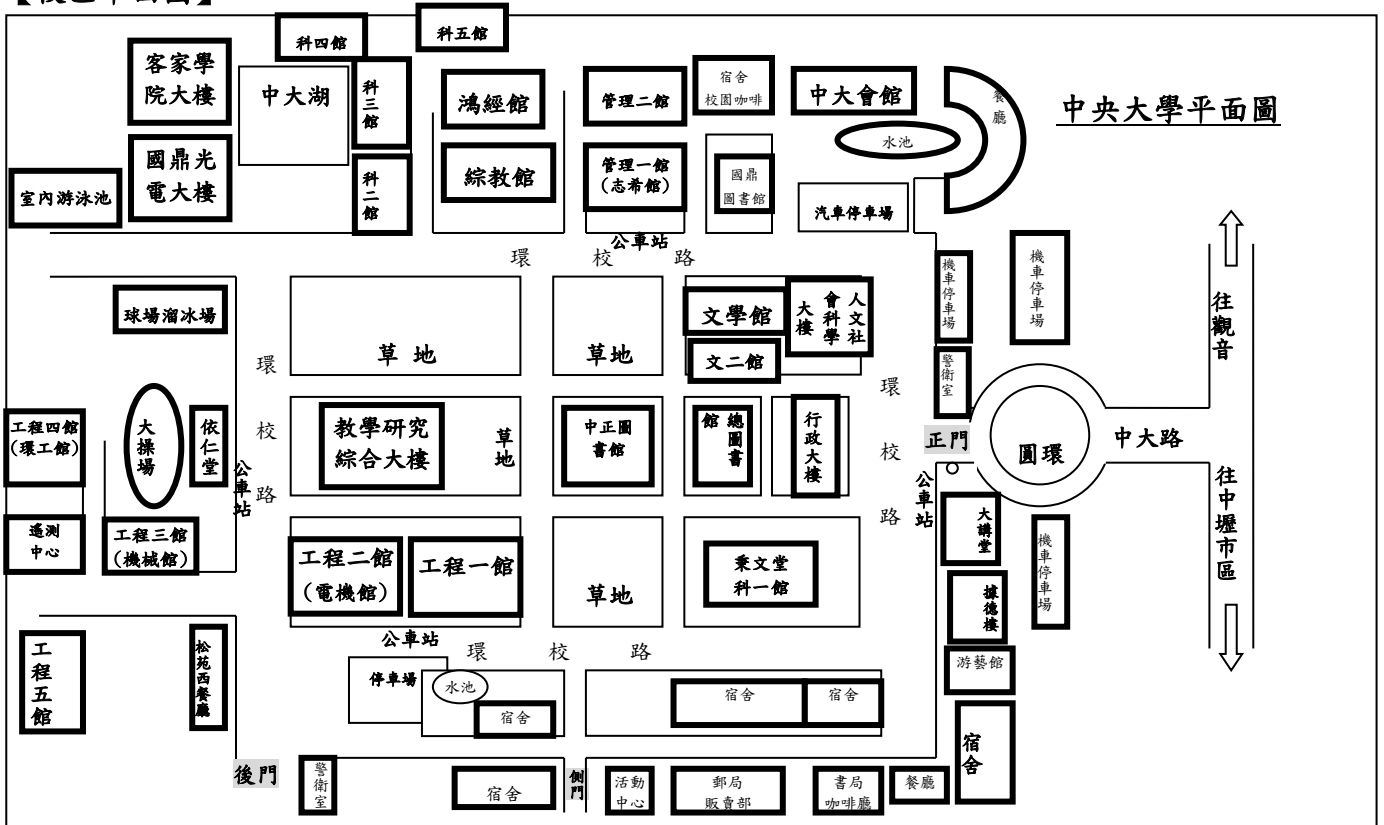 【校區平面圖】
科四館
科五館
客家學
院大樓
中大湖
科三館
鴻經館
管理二館
宿舍
校園咖啡
中大會館
餐廳
中央大學平面圖
水池
國鼎光
電大樓
科二館
綜教館
管理一館
(志希館)
國鼎
圖書館
室內游泳池
汽車停車場
公車站
環 校 路
機車停車場
機車停車場
往觀音
球場溜冰場
文學館
人文社
會科學
大樓
草 地
草地
文二館
警衛室
環 校 路
環 校 路
工程四館
(環工館)
大操場
依仁堂
教學研究
綜合大樓
草地
中正圖
書館
總圖書
館
行政大樓
正門
圓環
中大路
公車站
公車站
往中壢市區
遙測
中心
工程三館
(機械館)
工程二館
(電機館)
工程一館
草地
秉文堂
科一館
大講堂
機車停車場
據德樓
公車站
環 校 路
工程五館
松苑西餐廳
停車場
水池
宿舍
宿舍
宿舍
游藝館
宿舍
後門
警衛室
宿舍
側門
活動
中心
郵局
販賣部
書局
咖啡廳
餐廳